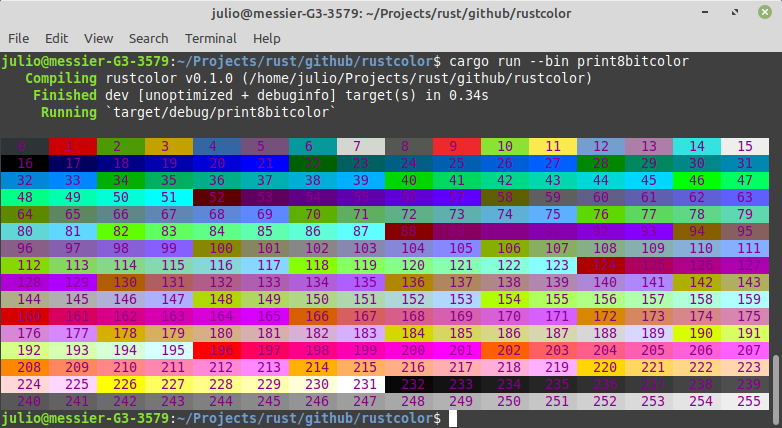 julio@messier-G3-3579:~/Projects/rust/github/rustcolor
File Edit View Search Terminal Help
julio@messier-G3-3579:~/Projects/rust/github/rustcolor$ cargo run --bin print8bitcolor
Compiling rustcolor v0.1.0 (/home/julio/Projects/rust/github/rustcolor)
Finished dev [unoptimized + debuginfo] target(s) in 0.34s
Running `target/debug/print8bitcolor`
0 1 2 3 4 5 6 7 8 9 10 11 12 13 14 15
16 17 18 19 20 21 22 23 24 25 26 27 28 29 30 31
32 33 34 35 36 37 38 39 40 41 42 43 44 45 46 47
48 49 50 51 52 53 54 55 56 57 58 59 60 61 62 63
64 65 66 67 68 69 70 71 72 73 74 75 76 77 78 79
80 81 82 83 84 85 86 87 88 89 92 93 94 95
96 97 98 99 100 101 102 103 104 105 106 107 108 109 110 111
112 113 114 115 116 117 118 119 120 121 122 123 124 125 126 127
128 129 130 131 132 133 134 135 136 137 138 139 140 141 142 143
144 145 146 147 148 149 150 151 152 153 154 155 156 157 158 159
160 161 162 163 164 165 166 167 168 169 170 171 172 173 174 175
176 177 178 179 180 181 182 183 184 185 186 187 188 189 190 191
192 193 194 195 196 197 198 199 200 201 202 203 204 205 206 207
208 209 210 211 212 213 214 215 216 217 218 219 220 221 222 223
224 225 226 227 228 229 230 231 232 233 234 235 236 237 238 239
240 241 242 243 244 245 246 247 248 249 250 251 252 253 254 255
julio@messier-G3-3579:~/Projects/rust/github/rustcolor$